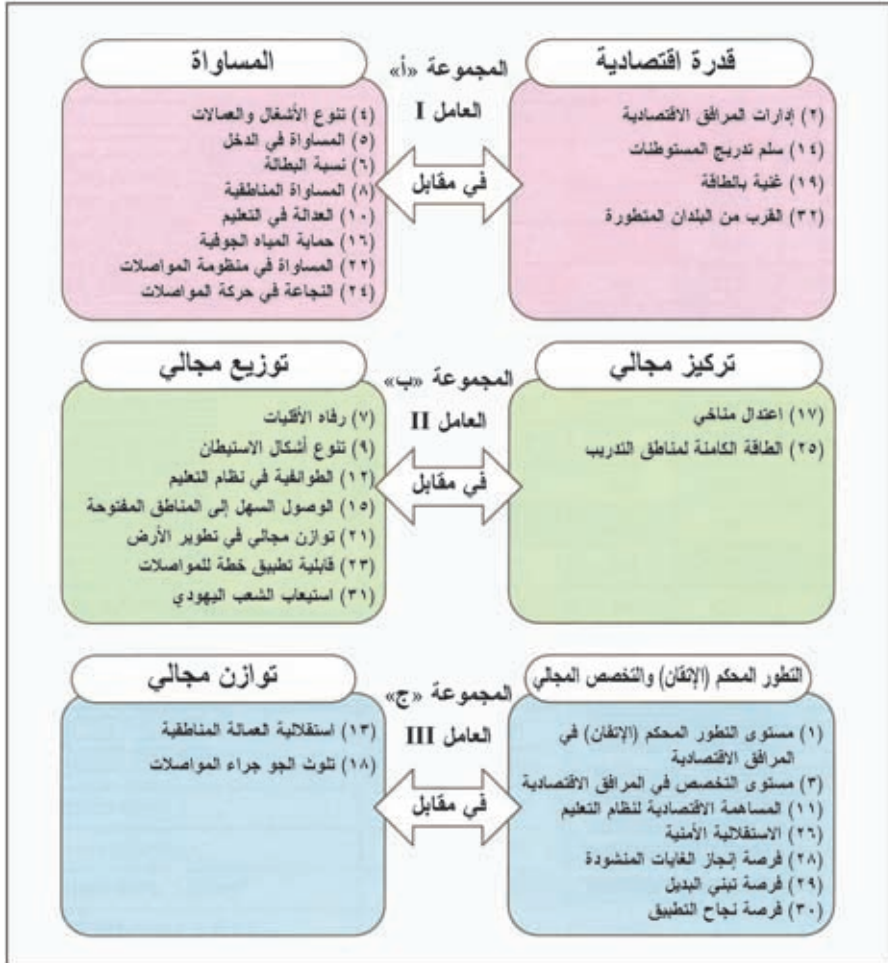 المجموعة «أ»
العامل I
في مقابل
قدرة اقتصادية
(٢) إدارات المرافق الاقتصادية
(١٤) سلم تدريج المستوطنات
(١٩) غنية بالطاقة
(٣٢) القرب من البلدان المتطورة
المساواة
(٤) تنوع الأشغال والعمالات
(٥) المساواة في الدخل
(٦) نسبة البطالة
(٨) المساواة المناطقية
(١٠) العدالة في التعليم
(١٦) حماية المياه الجوفية
(٢٢) المساواة في منظومة المواصلات
(٢٤) النجاعة في حركة المواصلات
المجموعة «ب»
العامل II
في مقابل
تركيز مجالي
(١٧) اعتدال مناخي
(٢٥) الطاقة الكامنة لمناطق التدريب
توزيع مجالي
(٧) رفاه الأقليات
(٩) تنوع أشكال الاستيطان
(١٢) الطوائفية في نظام التعليم
(١٥) الوصول السهل إلى المناطق المفتوحة
(٢١) توازن مجالي في تطوير الأرض
(٢٣) قابلية تطبيق خطة للمواصلات
(٣١) استيعاب الشعب اليهودي
المجموعة «ج»
العامل III
في مقابل
التطور المحكم (الإتقان) والتخصص المجالي
(١) مستوى التطور المحكم (الإتقان) في
المرافق الاقتصادية
(٣) مستوى التخصص في المرافق الاقتصادية
(١١) المساهمة الاقتصادية لنظام التعليم
(٢٦) الاستقلالية الأمنية
(٢٨) فرصة إنجاز الغايات المنشودة
(٢٩) فرصة تبني البديل
(٣٠) فرصة نجاح التطبيق
توازن مجالي
(١٣) استقلالية العمالة المناطقية
(١٨) تلوث الجو جراء المواصلات